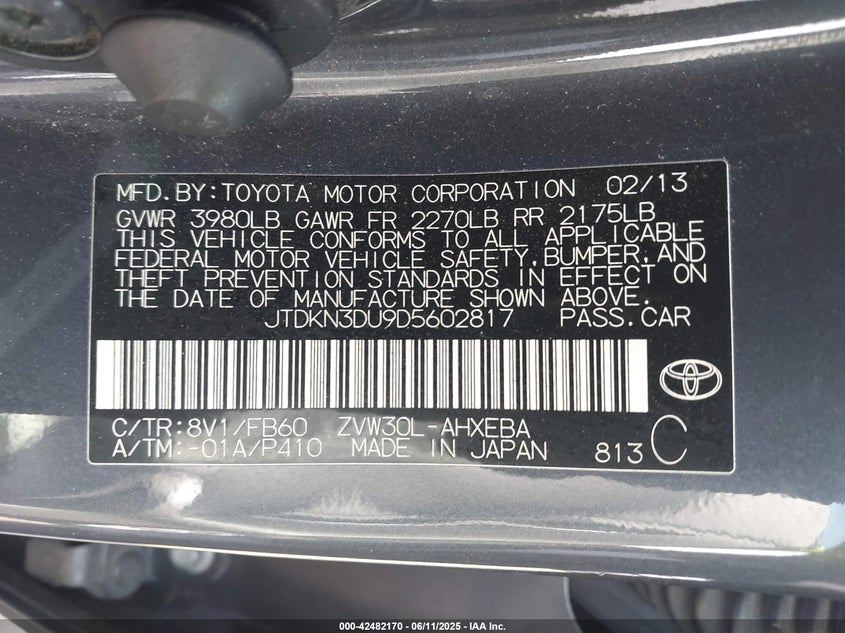 MFD.BY:TOYOTA MOTOR CORPORATION 02/13
GVWR 3980LB GAWR FR 2270LB RR 2175LB
THIS VEHICLE CONFORMS TO ALL APPLICABLE
FEDERAL MOTOR VEHICLE SAFETY,BUMPER,AND
THEFT PREVENTION STANDARDS IN EFFECT ON
THE DATE OF MANUFACTURE SHOWN ABOVE.
JTDKN3DU9D5602817 PASS.CAR
C/TR:8V1/FB60 ZVW30L-AHXEBA
A/TM:-01A/P410 MADE IN JAPAN 813 C
000-42482170 - 06/11/2025 - IAA Inc.